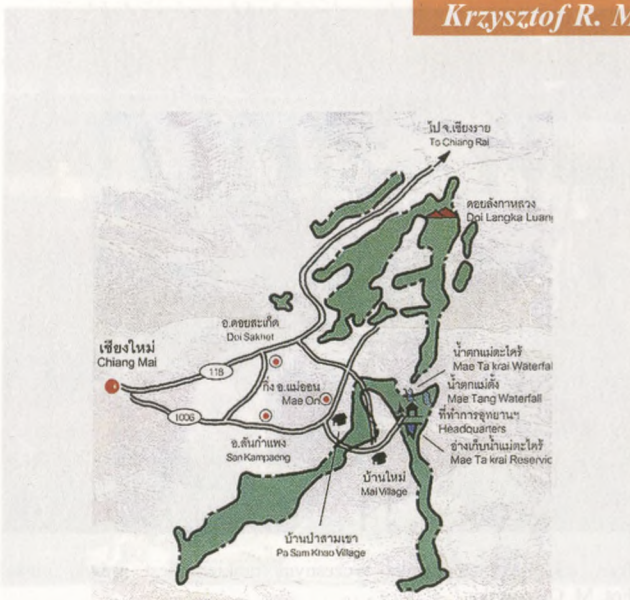 Krzysztof R. M
ไป จ.เชียงราย
To Chiang Rai
ดอยลังกาหลวง
Doi Langka Luang
อ.ดอยสะเก็ด
Doi Saket
เชียงใหม่
Chiang Mai
118
น้ำตกแม่ตะไคร้
Mae Ta krai Waterfal
กิ่ง อ.แม่ออน
Mae On
น้ำตกแม่ตั้ง
Mae Tang Waterfall
1006
ที่ทำการอุทยานฯ
Headquarters
อ.สันกำแพง
San Kampaeng
อ่างเก็บน้ำแม่ตะไคร้
Mae Ta krai Reservoi
บ้านใหม่
Mai Village
บ้านป่าสามเขา
Pa Sam Khao Village